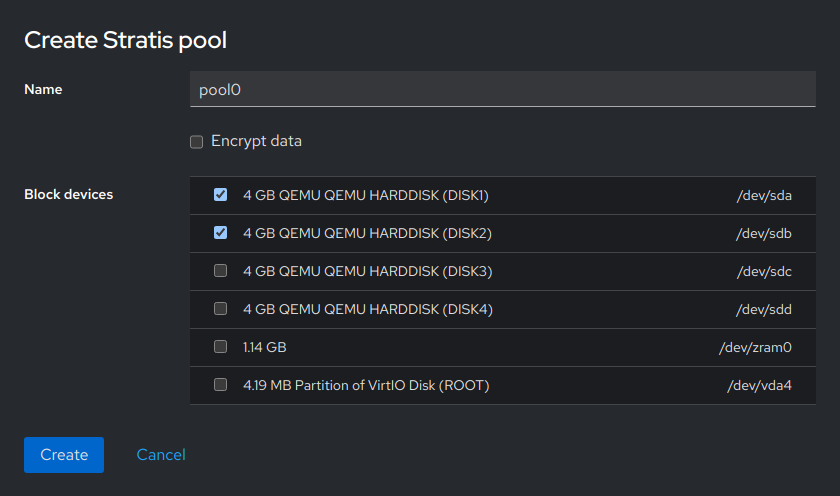 Create Stratis pool
Name
pool0
Encrypt data
Block devices
4 GB QEMU QEMU HARDDISK (DISK1) /dev/sda
4 GB QEMU QEMU HARDDISK (DISK2) /dev/sdb
4 GB QEMU QEMU HARDDISK (DISK3) /dev/sdc
4 GB QEMU QEMU HARDDISK (DISK4) /dev/sdd
1.14 GB /dev/zram0
4.19 MB Partition of VirtIO Disk (ROOT) /dev/vda4
Create Cancel